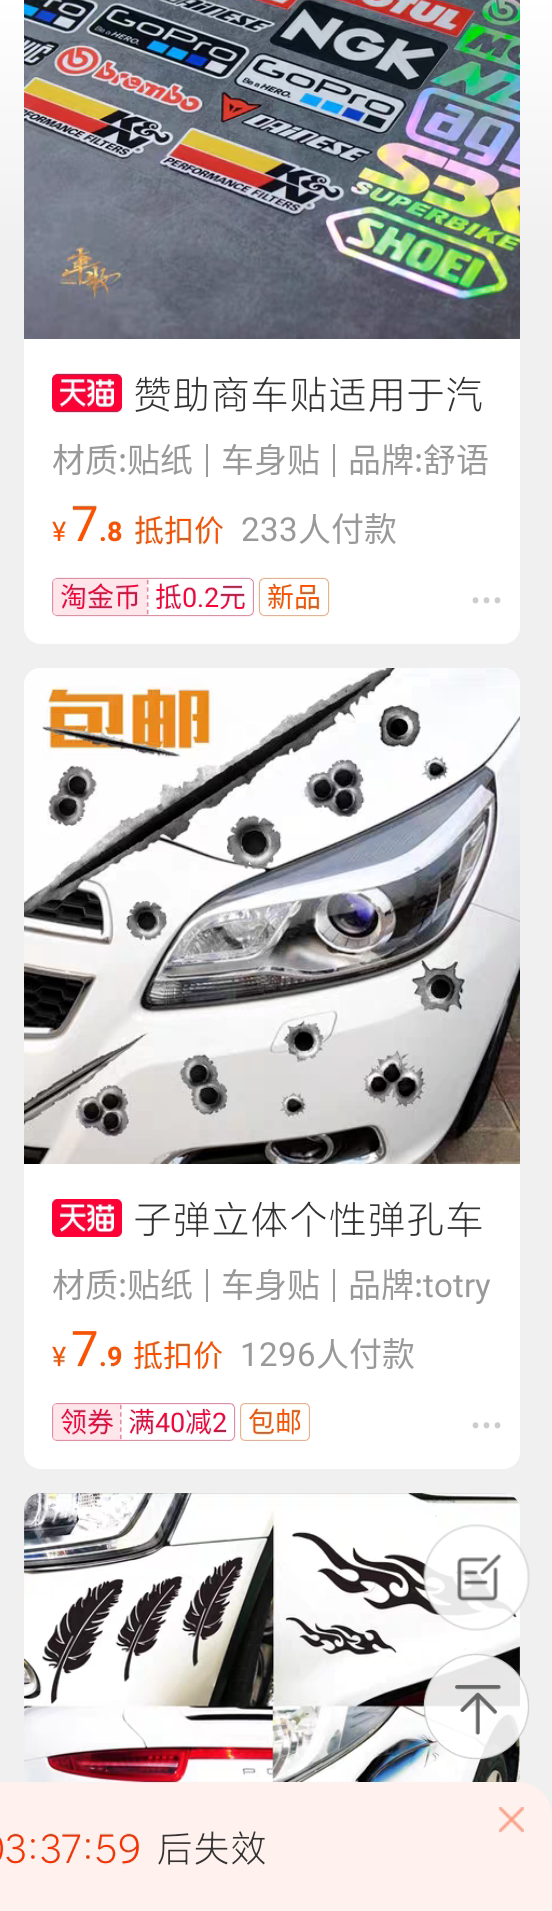 DAINESE
GoPro
Be a HERO.
NGK
brembo
GoPro
Be a HERO.
DAINESE
K&N
PERFORMANCE FILTERS
K&N
PERFORMANCE FILTERS
SUPERBIKE
SHOEI
天猫 赞助商车贴适用于汽
材质:贴纸 | 车身贴 | 品牌:舒语
¥7.8 抵扣价 233人付款
淘金币 抵0.2元 新品
包邮
天猫 子弹立体个性弹孔车
材质:贴纸 | 车身贴 | 品牌:totry
¥7.9 抵扣价 1296人付款
领券 满40减2 包邮
03:37:59 后失效